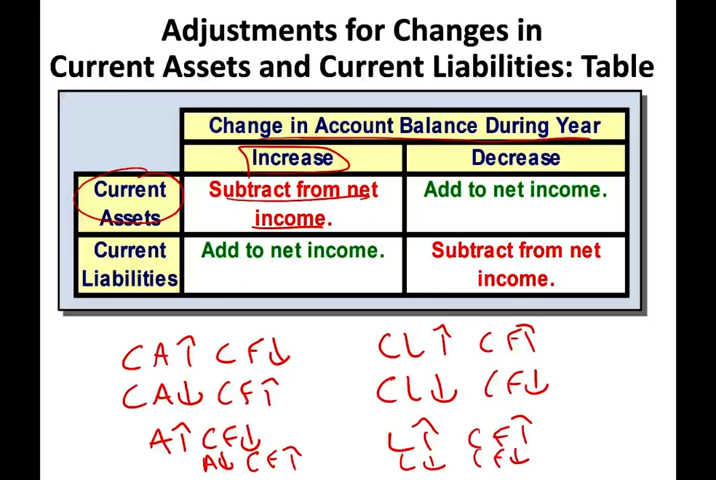 Adjustments for Changes in
Current Assets and Current Liabilities: Table
Change in Account Balance During Year
Increase Decrease
Current Assets
Subtract from net income.
Add to net income.
Current Liabilities
Add to net income.
Subtract from net income.
CA↑ CF↓
CA↓ CF↑
A↑ CF↓
A↓ CF↑
CL↑ CF↑
CL↓ CF↓
L↑ CF↑
L↓ CF↓